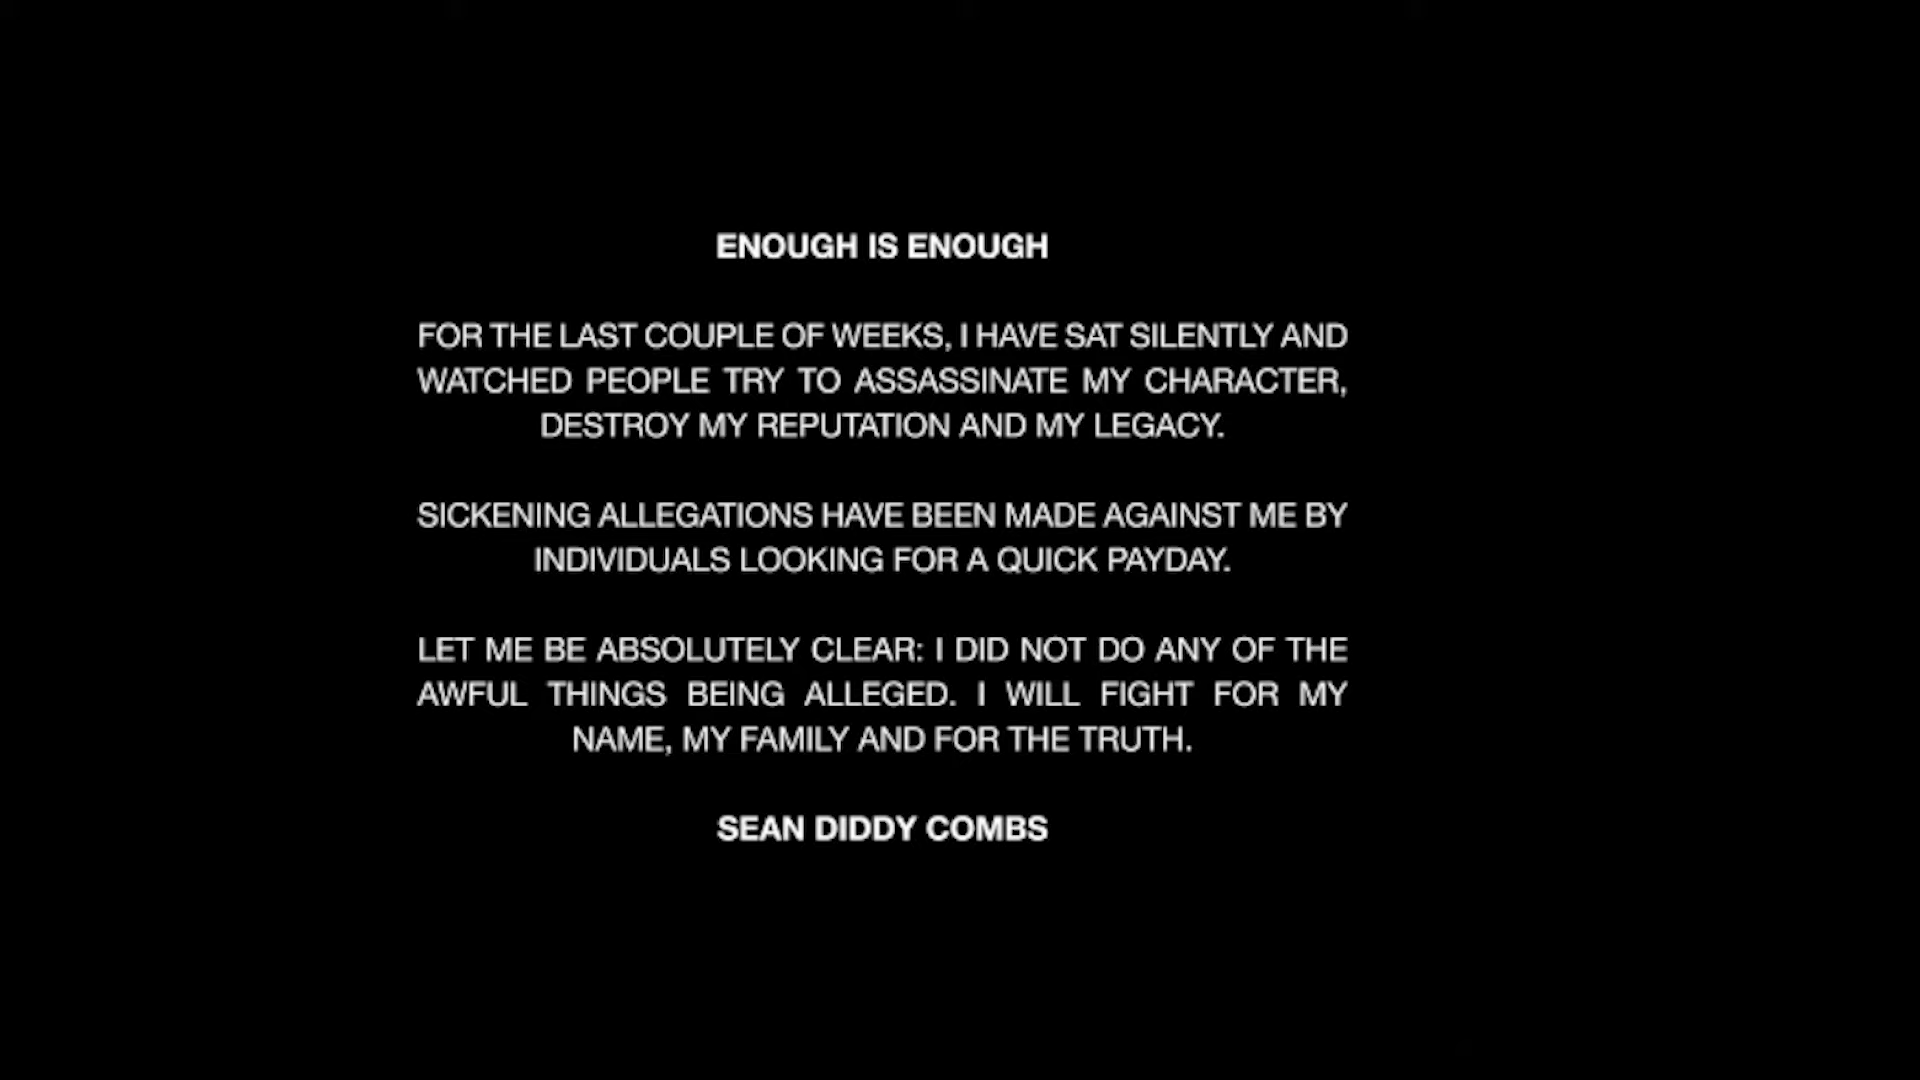 ENOUGH IS ENOUGH
FOR THE LAST COUPLE OF WEEKS, I HAVE SAT SILENTLY AND
WATCHED PEOPLE TRY TO ASSASSINATE MY CHARACTER,
DESTROY MY REPUTATION AND MY LEGACY.
SICKENING ALLEGATIONS HAVE BEEN MADE AGAINST ME BY
INDIVIDUALS LOOKING FOR A QUICK PAYDAY.
LET ME BE ABSOLUTELY CLEAR: I DID NOT DO ANY OF THE
AWFUL THINGS BEING ALLEGED. I WILL FIGHT FOR MY
NAME, MY FAMILY AND FOR THE TRUTH.
SEAN DIDDY COMBS